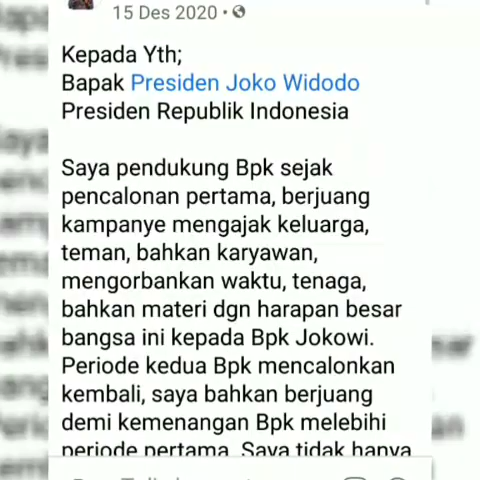 15 Des 2020 ·
Kepada Yth;
Bapak Presiden Joko Widodo
Presiden Republik Indonesia
Saya pendukung Bpk sejak
pencalonan pertama, berjuang
kampanye mengajak keluarga,
teman, bahkan karyawan,
mengorbankan waktu, tenaga,
bahkan materi dgn harapan besar
bangsa ini kepada Bpk Jokowi.
Periode kedua Bpk mencalonkan
kembali, saya bahkan berjuang
demi kemenangan Bpk melebihi
periode pertama. Saya tidak hanya